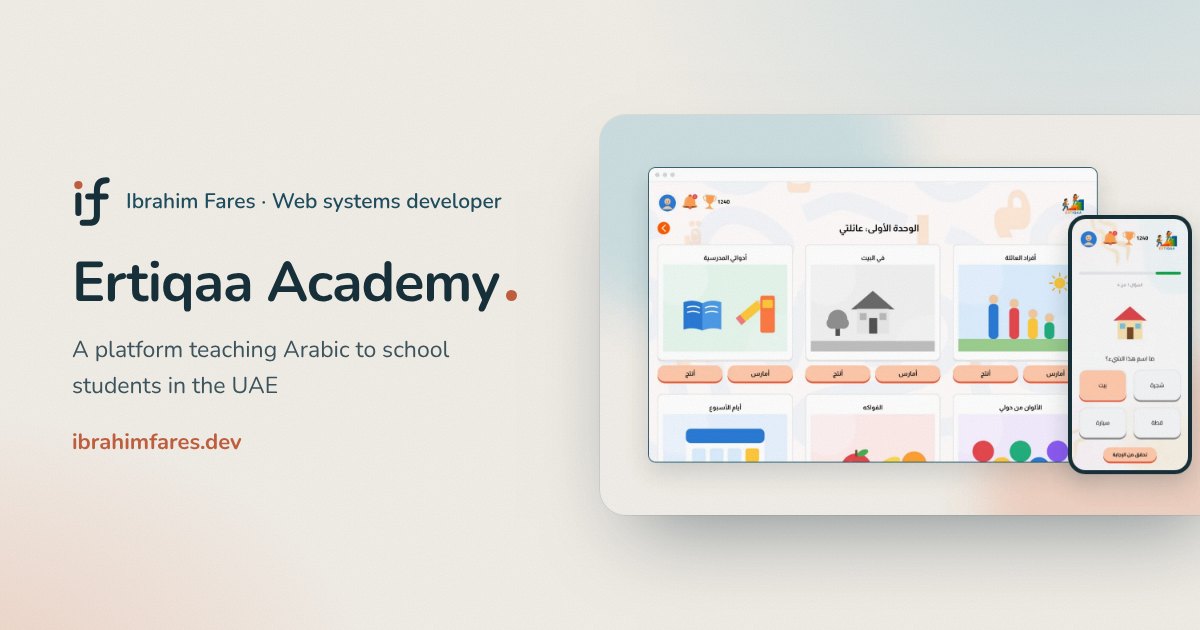 if
Ibrahim Fares · Web systems developer
Ertiqaa Academy.
A platform teaching Arabic to school
students in the UAE
ibrahimfares.dev
1240
الوحدة الأولى: عائلتي
أفراد العائلة
في البيت
أدواتي المدرسية
أمارس
أنتج
أمارس
أنتج
أمارس
أنتج
الألوان من حولي
الفواكه
أيام الأسبوع
1240
ما اسم هذا الشيء؟
شجرة
بيت
قطة
سيارة
تحقق من الإجابة